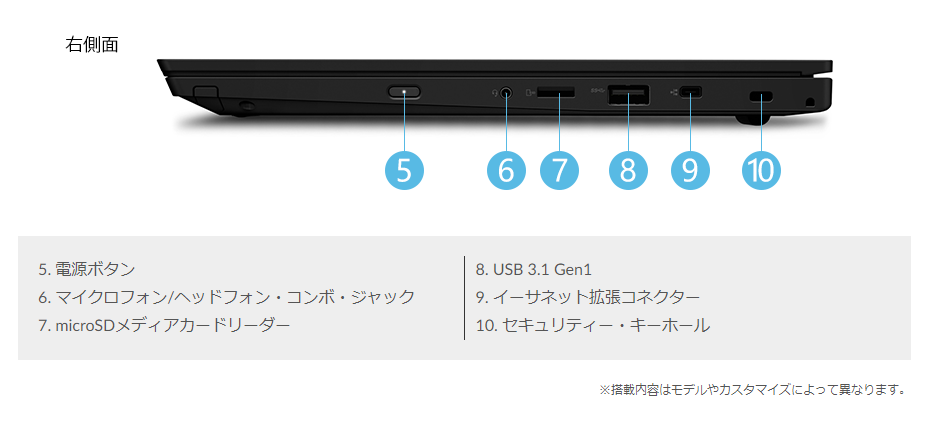 右側面
5
6
7
8
9
10
5. 電源ボタン
6. マイクロフォン/ヘッドフォン・コンボ・ジャック
7. microSDメディアカードリーダー
8. USB 3.1 Gen1
9. イーサネット拡張コネクター
10. セキュリティー・キーホール
※搭載内容はモデルやカスタマイズによって異なります。